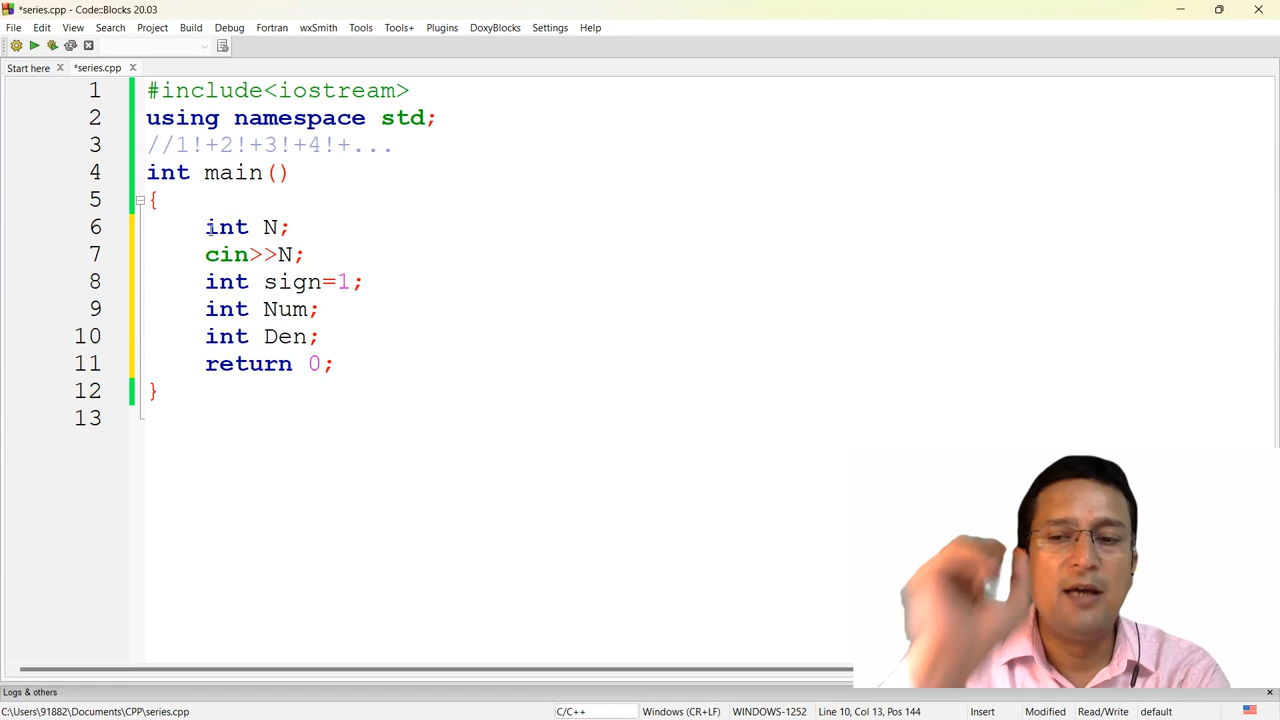 *series.cpp - Code::Blocks 20.03
File Edit View Search Project Build Debug Fortran wxSmith Tools Tools+ Plugins DoxyBlocks Settings Help
Start here *series.cpp
1 #include<iostream>
2 using namespace std;
3 //1!+2!+3!+4!+...
4 int main()
5 {
6 int N;
7 cin>>N;
8 int sign=1;
9 int Num;
10 int Den;
11 return 0;
12 }
13
Logs & others
C:\Users\91882\Documents\CPP\series.cpp C/C++ Windows (CR+LF) WINDOWS-1252 Line 10, Col 13, Pos 144 Insert Modified Read/Write default